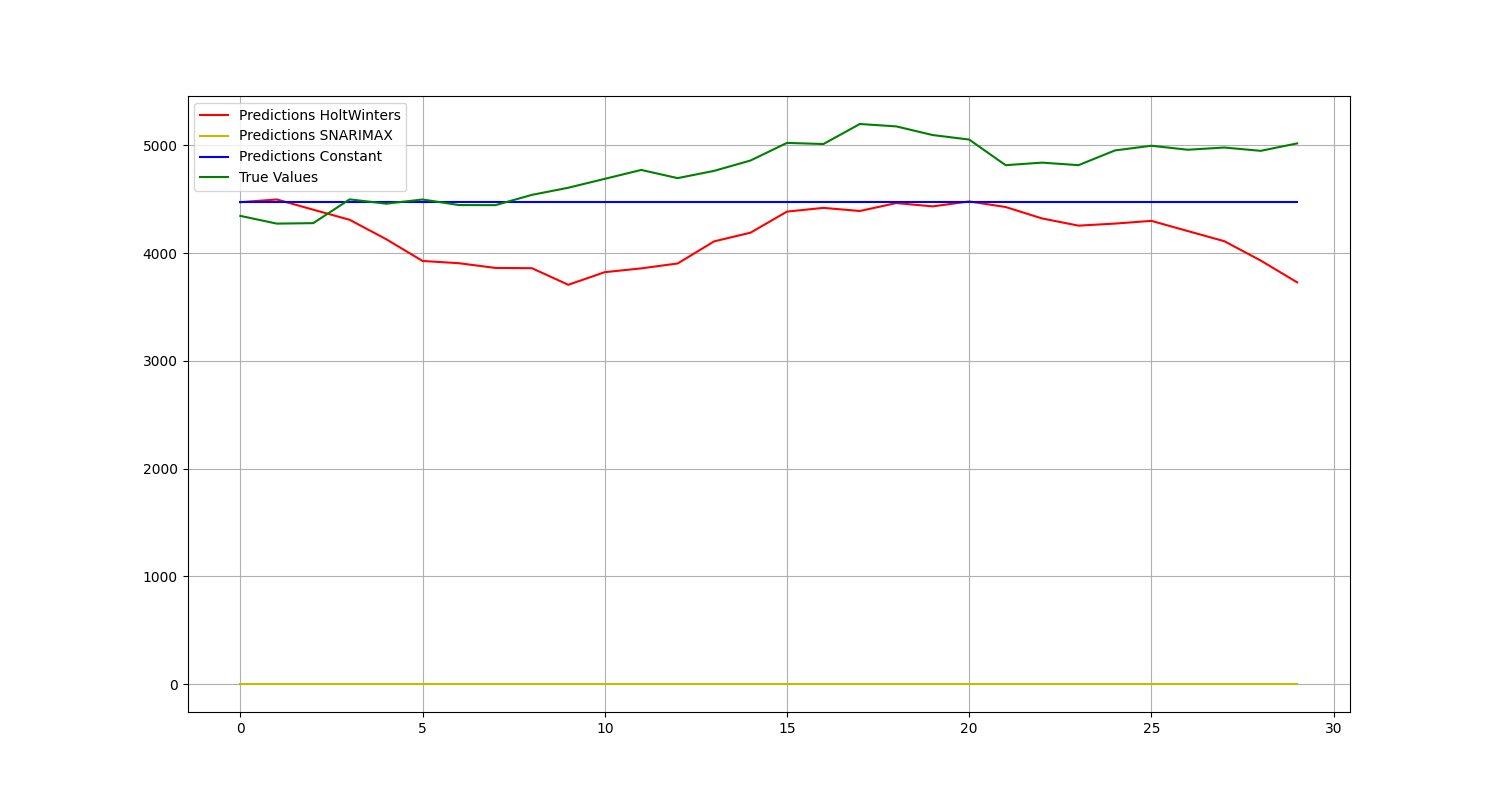 Predictions HoltWinters
Predictions SNARIMAX
Predictions Constant
True Values
5000
4000
3000
2000
1000
0
0 5 10 15 20 25 30